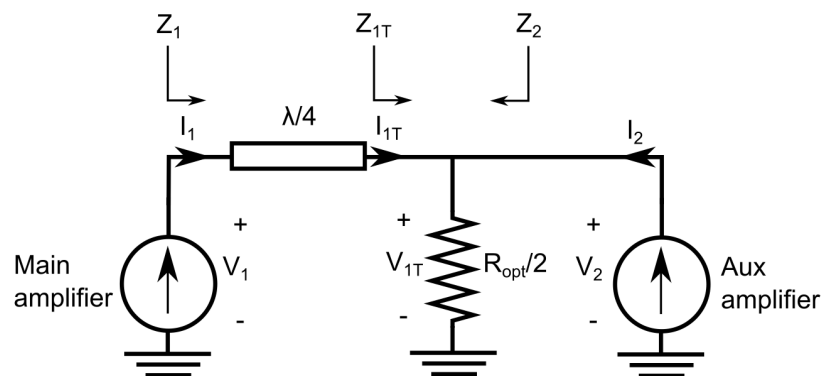 Z₁
Z₁T
Z₂
λ/4
I₁
I₁T
I₂
+
+
+
Main
amplifier
V₁
V₁T
Ropt/2
V₂
Aux
amplifier
-
-
-